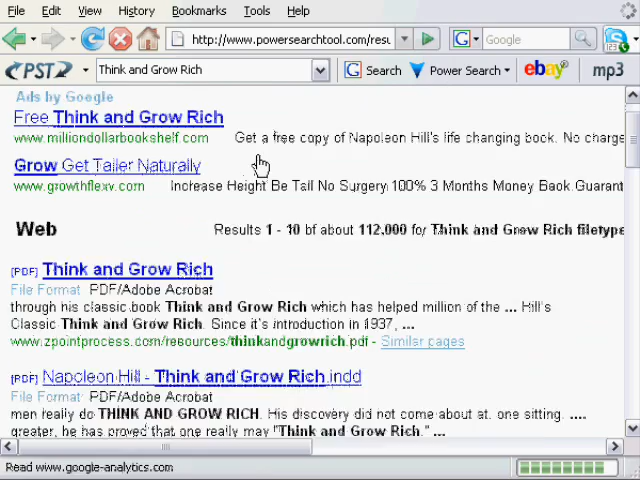 File Edit View History Bookmarks Tools Help
http://www.powersearchtool.com/resu G Google
PST Think and Grow Rich G Search Power Search ebay mp3
Ads by Google
Free Think and Grow Rich
www.milliondollarbookshelf.com Get a free copy of Napoleon Hill's life changing book. No charge
Grow Get Taller Naturally
www.growthflexv.com Increase Height Be Tall No Surgery 100% 3 Months Money Back Guarant
Web Results 1 - 10 of about 112,000 for Think and Grow Rich filetype
[PDF] Think and Grow Rich
File Format PDF/Adobe Acrobat
through his classic book Think and Grow Rich which has helped million of the ... Hill's
Classic Think and Grow Rich. Since it's introduction in 1937, ...
www.zpointprocess.com/resources/thinkandgrowrich.pdf - Similar pages
[PDF] Napoleon Hill - Think and Grow Rich.indd
File Format PDF/Adobe Acrobat
men really do THINK AND GROW RICH. His discovery did not come about at. one sitting. ....
greater, he has proved that one really may "Think and Grow Rich." ...
Read www.google-analytics.com